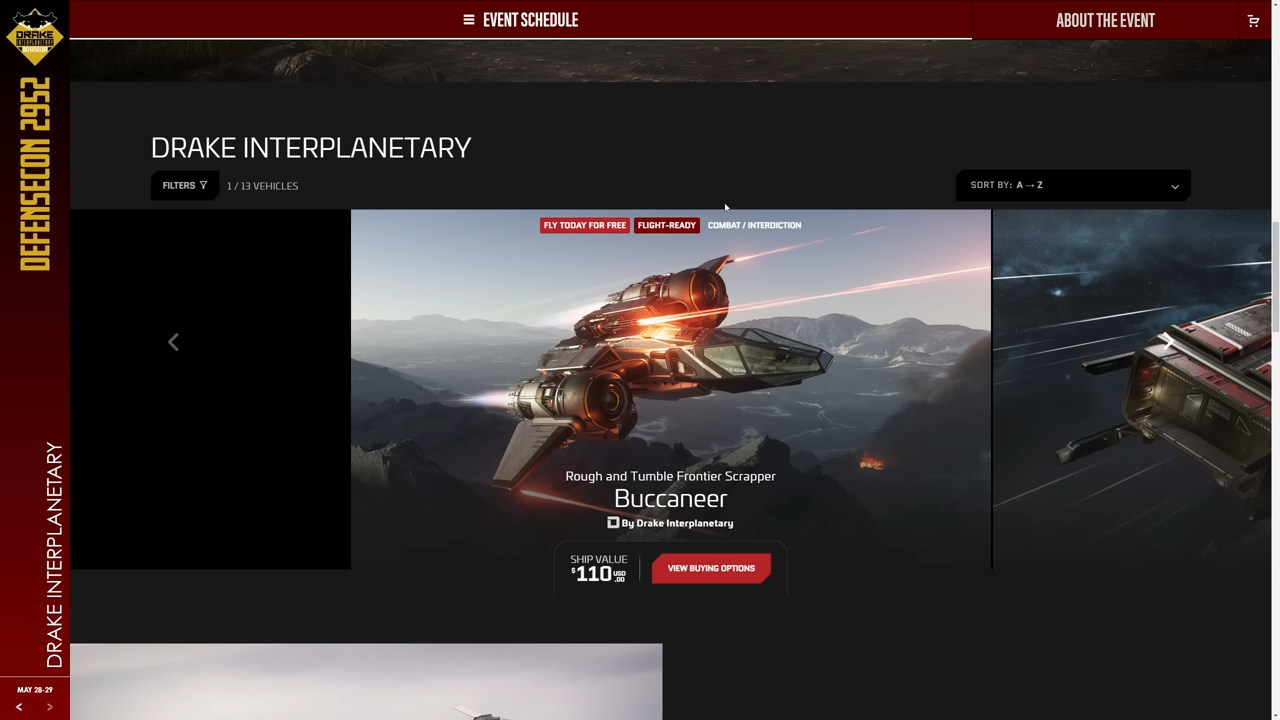 EVENT SCHEDULE
ABOUT THE EVENT
DRAKE
DEFENSECON 2952
DRAKE INTERPLANETARY
FILTERS
1 / 13 VEHICLES
SORT BY: A → Z
FLY TODAY FOR FREE
FLIGHT-READY
COMBAT / INTERDICTION
Rough and Tumble Frontier Scrapper
Buccaneer
By Drake Interplanetary
SHIP VALUE
$110 USD .00
VIEW BUYING OPTIONS
DRAKE INTERPLANETARY
MAY 28-29